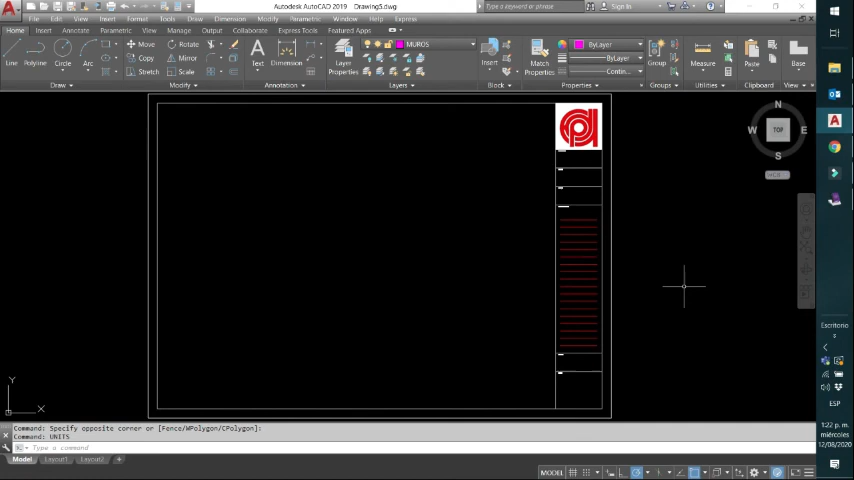 Autodesk AutoCAD 2019 Drawing5.dwg
Type a keyword or phrase
Sign In
File Edit View Insert Format Tools Draw Dimension Modify Parametric Window Help Express
Home Insert Annotate Parametric View Manage Output Collaborate Express Tools Featured Apps
Line Polyline Circle Arc
Move Rotate
Copy Mirror
Stretch Scale
Text Dimension
Layer Properties
MUROS
Insert
Match Properties
ByLayer
ByLayer
Contin...
Group
Measure
Paste
Base
Draw Modify Annotation Layers Block Properties Groups Utilities Clipboard View
N
W TOP E
S
Y
X
Command: Specify opposite corner or [Fence/WPolygon/CPolygon]:
Command: UNITS
Type a command
Model Layout1 Layout2 +
MODEL
Escritorio
ESP
1:22 p. m.
miércoles
12/08/2020